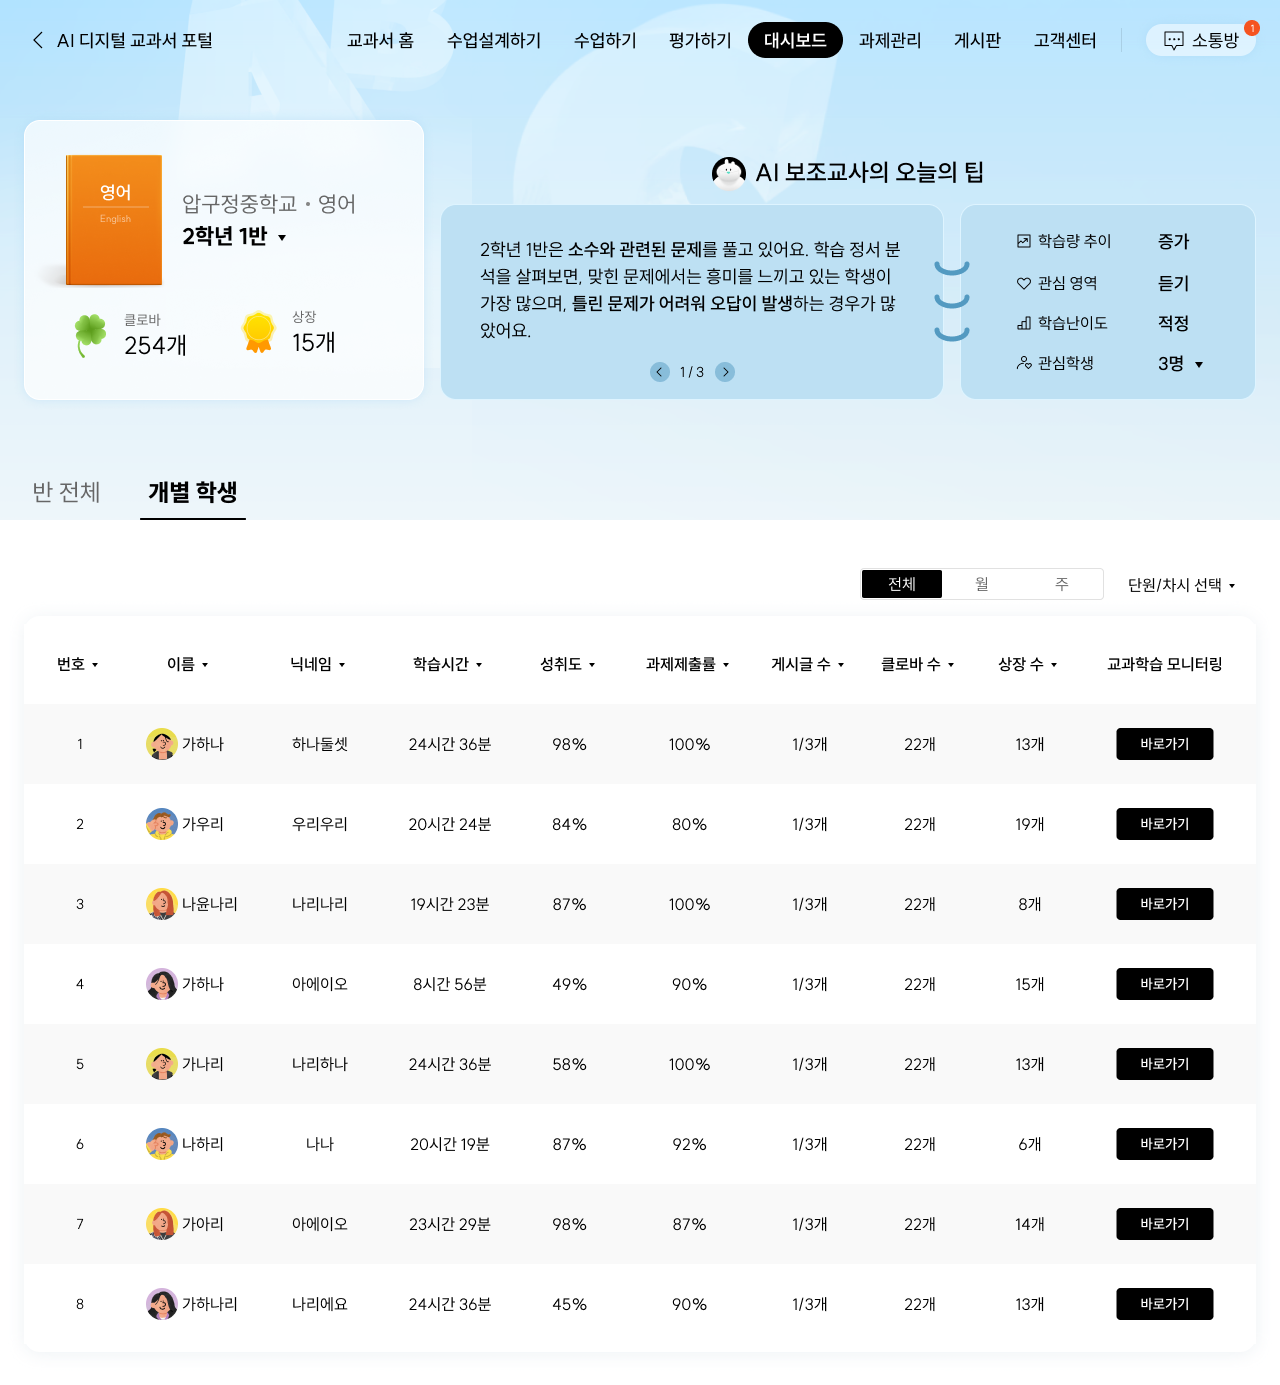 AI 디지털 교과서 포털
교과서 홈 수업설계하기 수업하기 평가하기 대시보드 과제관리 게시판 고객센터 소통방 1
영어
English
압구정중학교 • 영어
2학년 1반
클로바
254개
상장
15개
AI 보조교사의 오늘의 팁
2학년 1반은 소수와 관련된 문제를 풀고 있어요. 학습 정서 분
석을 살펴보면, 맞힌 문제에서는 흥미를 느끼고 있는 학생이
가장 많으며, 틀린 문제가 어려워 오답이 발생하는 경우가 많
았어요.
1 / 3
학습량 추이 증가
관심 영역 듣기
학습난이도 적정
관심학생 3명
반 전체 개별 학생
전체 월 주 단원/차시 선택
번호 이름 닉네임 학습시간 성취도 과제제출률 게시글 수 클로바 수 상장 수 교과학습 모니터링
1 가하나 하나둘셋 24시간 36분 98% 100% 1/3개 22개 13개 바로가기
2 가우리 우리우리 20시간 24분 84% 80% 1/3개 22개 19개 바로가기
3 나윤나리 나리나리 19시간 23분 87% 100% 1/3개 22개 8개 바로가기
4 가하나 아에이오 8시간 56분 49% 90% 1/3개 22개 15개 바로가기
5 가나리 나리하나 24시간 36분 58% 100% 1/3개 22개 13개 바로가기
6 나하리 나나 20시간 19분 87% 92% 1/3개 22개 6개 바로가기
7 가아리 아에이오 23시간 29분 98% 87% 1/3개 22개 14개 바로가기
8 가하나리 나리에요 24시간 36분 45% 90% 1/3개 22개 13개 바로가기